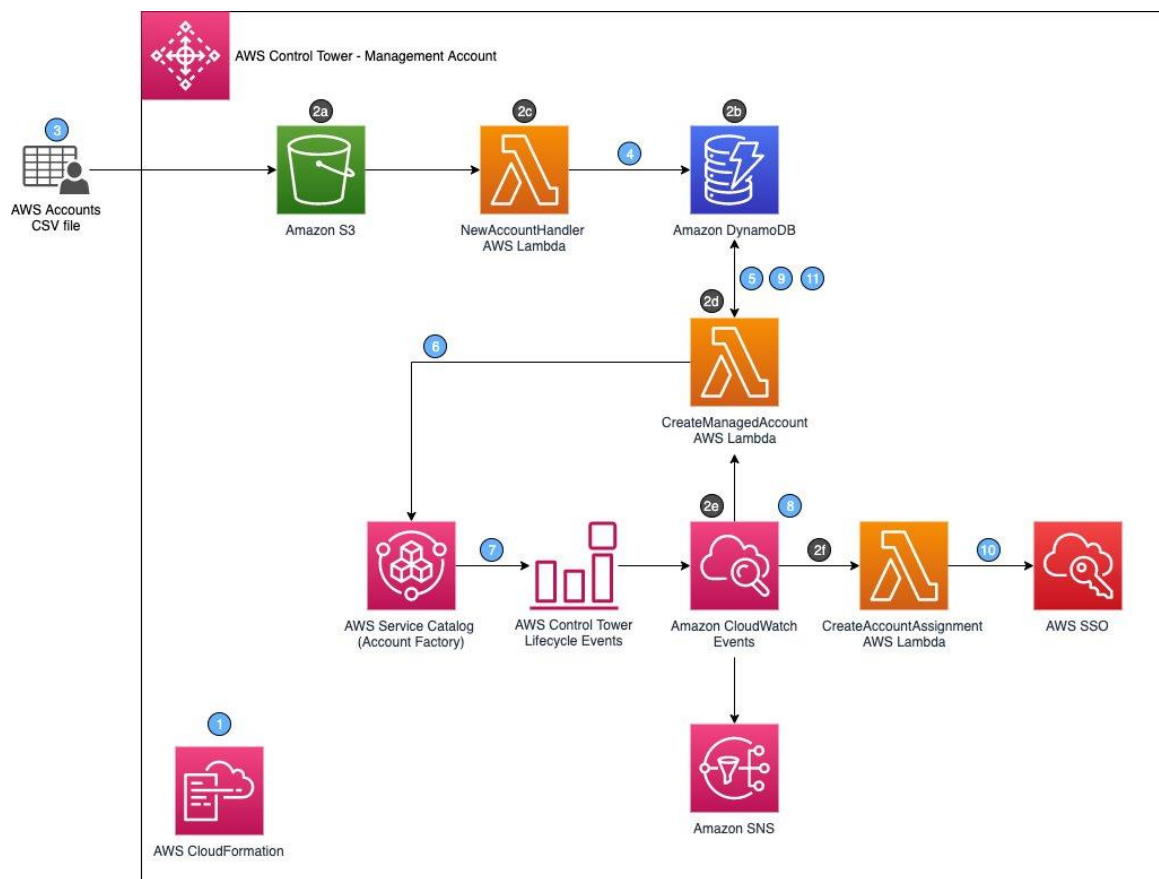 AWS Control Tower - Management Account
3
2a
2c
2b
4
AWS Accounts
CSV file
Amazon S3
NewAccountHandler
AWS Lambda
Amazon DynamoDB
5 9 11
2d
6
CreateManagedAccount
AWS Lambda
2e
8
7
2f
10
AWS Service Catalog
(Account Factory)
AWS Control Tower
Lifecycle Events
Amazon CloudWatch
Events
CreateAccountAssignment
AWS Lambda
AWS SSO
1
Amazon SNS
AWS CloudFormation